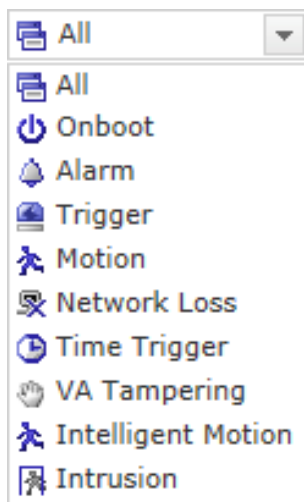 All
All
Onboot
Alarm
Trigger
Motion
Network Loss
Time Trigger
VA Tampering
Intelligent Motion
Intrusion